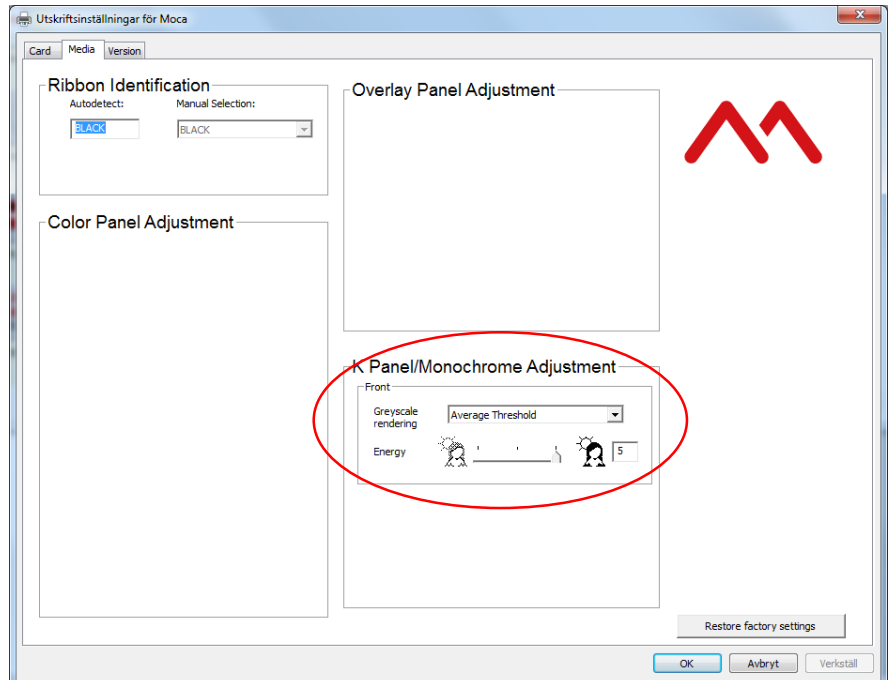 Utskriftsinställningar för Moca
Card Media Version
Ribbon Identification
Autodetect: Manual Selection:
BLACK BLACK
Color Panel Adjustment
Overlay Panel Adjustment
K Panel/Monochrome Adjustment
Front
Greyscale
rendering
Average Threshold
Energy 5
Restore factory settings
OK Avbryt Verkställ